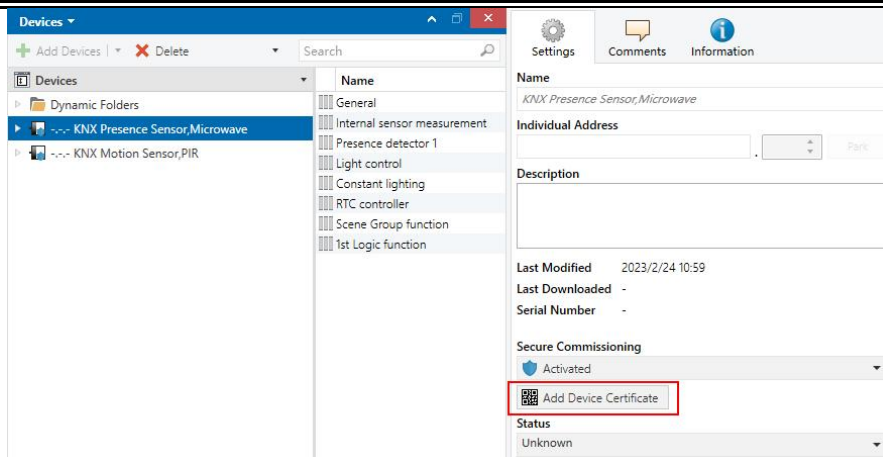 Devices
Add Devices
Delete
Search
Devices
Dynamic Folders
-.-.- KNX Presence Sensor,Microwave
-.-.- KNX Motion Sensor,PIR
Name
General
Internal sensor measurement
Presence detector 1
Light control
Constant lighting
RTC controller
Scene Group function
1st Logic function
Settings
Comments
Information
Name
KNX Presence Sensor,Microwave
Individual Address
. Park
Description
Last Modified 2023/2/24 10:59
Last Downloaded -
Serial Number -
Secure Commissioning
Activated
Add Device Certificate
Status
Unknown